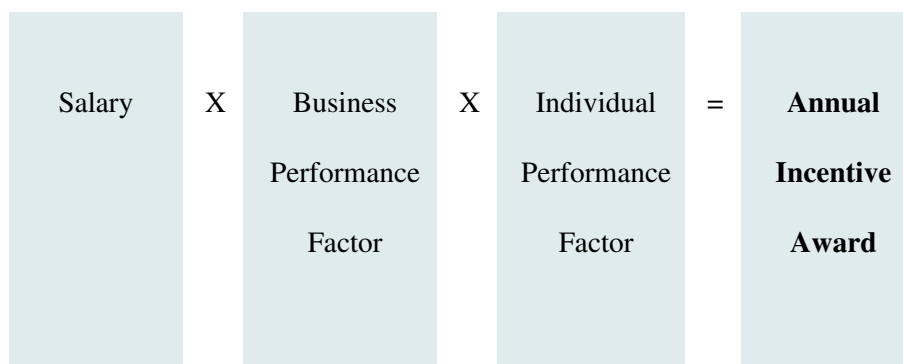 Salary X Business X Individual = Annual
Performance Performance Incentive
Factor Factor Award